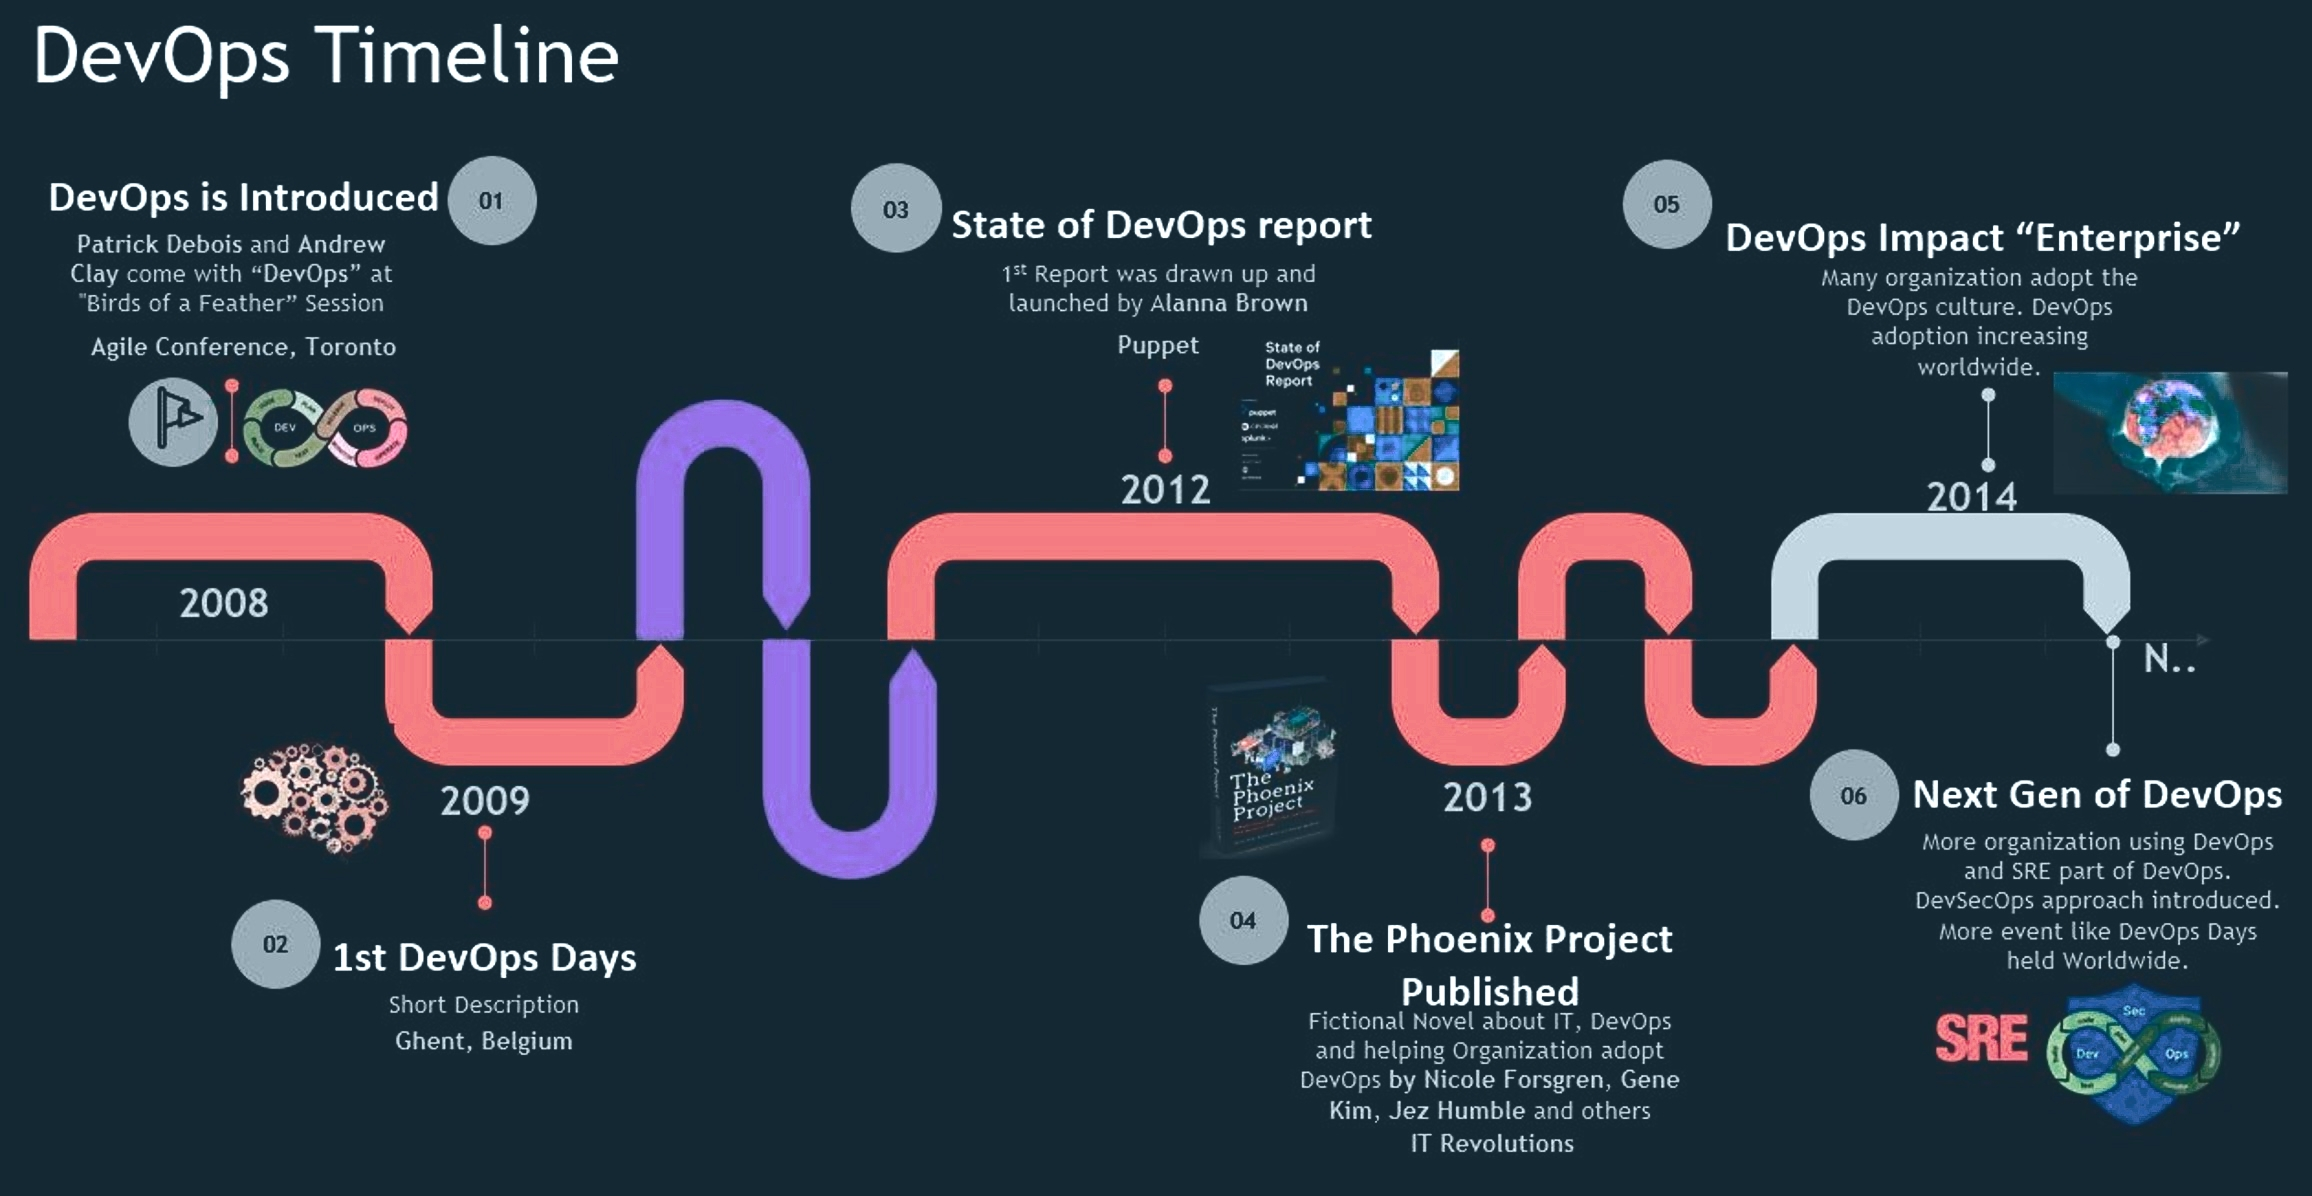 DevOps Timeline
DevOps is Introduced
01
Patrick Debois and Andrew
Clay come with “DevOps” at
"Birds of a Feather” Session
Agile Conference, Toronto
DEV
OPS
2008
2009
02
1st DevOps Days
Short Description
Ghent, Belgium
03
State of DevOps report
1st Report was drawn up and
launched by Alanna Brown
Puppet
State of
DevOps
Report
puppet
splunk>
2012
The Phoenix Project
The
Phoenix
Project
2013
04
The Phoenix Project
Published
Fictional Novel about IT, DevOps
and helping Organization adopt
DevOps by Nicole Forsgren, Gene
Kim, Jez Humble and others
IT Revolutions
05
DevOps Impact “Enterprise”
Many organization adopt the
DevOps culture. DevOps
adoption increasing
worldwide.
2014
N..
06
Next Gen of DevOps
More organization using DevOps
and SRE part of DevOps.
DevSecOps approach introduced.
More event like DevOps Days
held Worldwide.
SRE
Sec
Dev
Ops